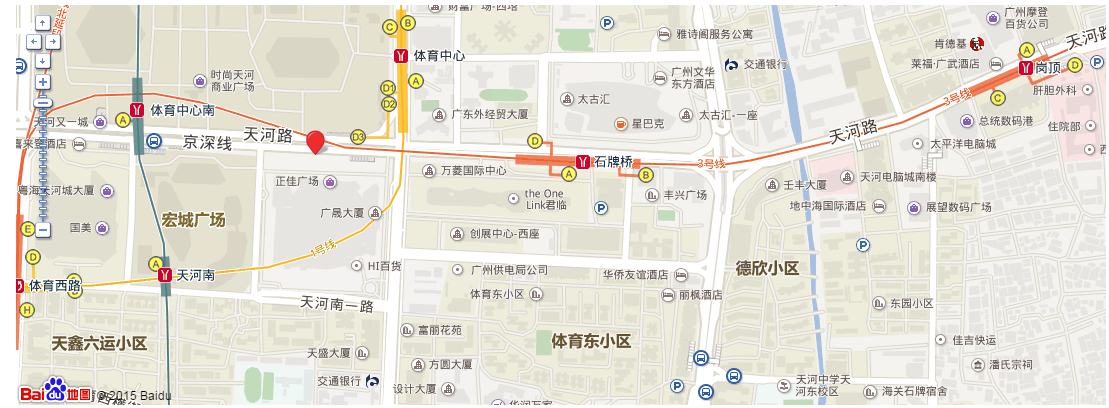 财富广场-西塔
广州摩登
百货公司
雅诗阁服务公寓
肯德基
天河路
C
B
A
体育中心
时尚天河
商业广场
交通银行
莱福·广武酒店
岗顶
D
A
广州文华
东方酒店
肝胆外科
D1
D2
太古汇
3号线
C
体育中心南
A
天河又一城
广东外经贸大厦
太古汇-一座
星巴克
总统数码港
住院部
天河路
京深线
天河路
D3
D
太平洋电脑城
西
石牌桥
3号线
A
B
万菱国际中心
正佳广场
天河电脑城南楼
壬丰大厦
粤海天河城大厦
the One
Link君临
丰兴广场
广晟大厦
地中海国际酒店
展望数码广场
宏城广场
国美
E
创展中心-西座
1号线
D
A
天河南
HI百货
广州供电局公司
华侨友谊酒店
德欣小区
体育西路
体育东小区
丽枫酒店
天河南一路
东园小区
H
富丽花苑
天鑫六运小区
体育东小区
佳吉快运
天盛大厦
方圆大厦
潘氏宗祠
交通银行
设计大厦
天河中学天
河东校区
海关石牌宿舍
Baidu地图
© 2015 Baidu
华润万家